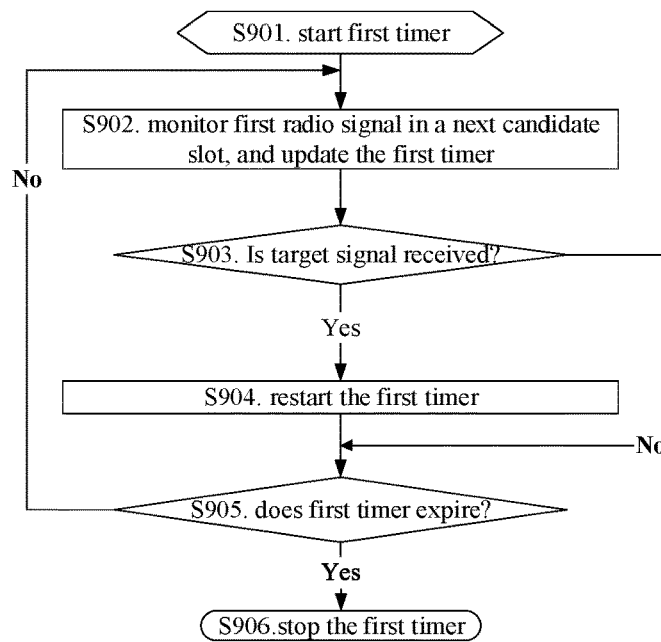 S901. start first timer
S902. monitor first radio signal in a next candidate
slot, and update the first timer
No
S903. Is target signal received?
Yes
S904. restart the first timer
No
S905. does first timer expire?
Yes
S906.stop the first timer